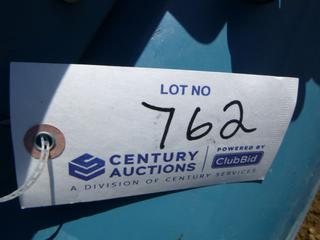 LOT NO
762
CENTURY AUCTIONS
POWERED BY
ClubBid
A DIVISION OF CENTURY SERVICES